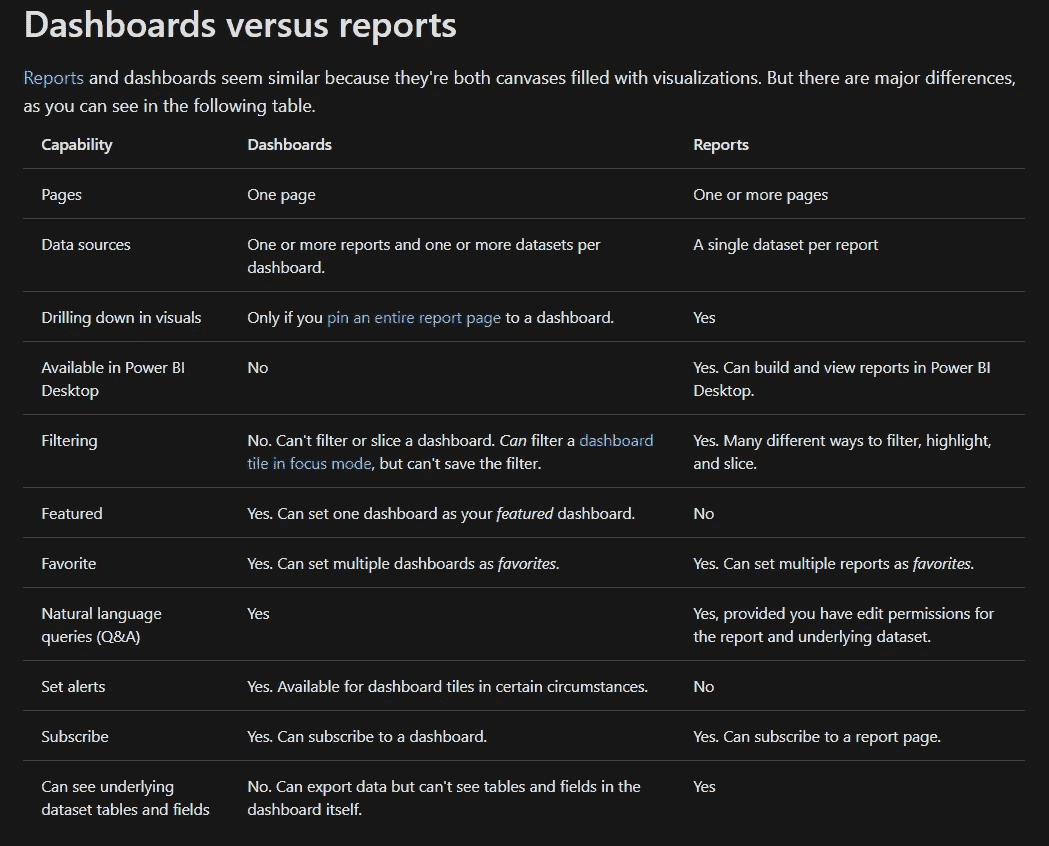 Dashboards versus reports
Reports and dashboards seem similar because they're both canvases filled with visualizations. But there are major differences,
as you can see in the following table.
Capability Dashboards Reports
Pages One page One or more pages
Data sources One or more reports and one or more datasets per A single dataset per report
dashboard.
Drilling down in visuals Only if you pin an entire report page to a dashboard. Yes
Available in Power BI No Yes. Can build and view reports in Power BI
Desktop Desktop.
Filtering No. Can't filter or slice a dashboard. Can filter a dashboard Yes. Many different ways to filter, highlight,
tile in focus mode, but can't save the filter. and slice.
Featured Yes. Can set one dashboard as your featured dashboard. No
Favorite Yes. Can set multiple dashboards as favorites. Yes. Can set multiple reports as favorites.
Natural language Yes Yes, provided you have edit permissions for
queries (Q&A) the report and underlying dataset.
Set alerts Yes. Available for dashboard tiles in certain circumstances. No
Subscribe Yes. Can subscribe to a dashboard. Yes. Can subscribe to a report page.
Can see underlying No. Can export data but can't see tables and fields in the Yes
dataset tables and fields dashboard itself.